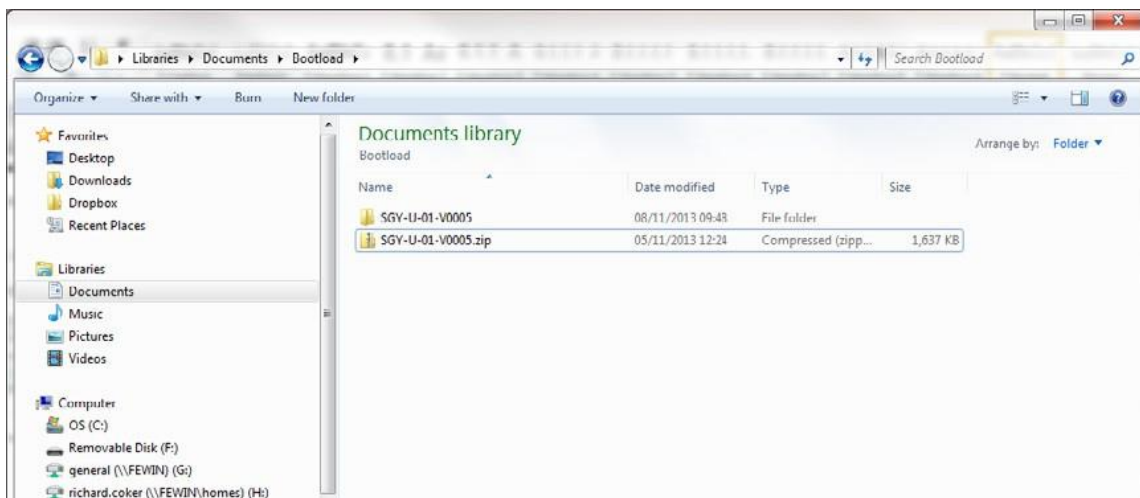 Libraries ▸ Documents ▸ Bootload ▸
Search Bootload
Organize
Share with
Burn
New folder
Favorites
Desktop
Downloads
Dropbox
Recent Places
Libraries
Documents
Music
Pictures
Videos
Computer
OS (C:)
Removable Disk (F:)
general (\\FEWIN) (G:)
richard.coker (\\FEWIN\homes) (H:)
Documents library
Bootload
Arrange by: Folder
Name Date modified Type Size
SGY-U-01-V0005 08/11/2013 09:48 File folder
SGY-U-01-V0005.zip 05/11/2013 12:24 Compressed (zipp... 1,637 KB